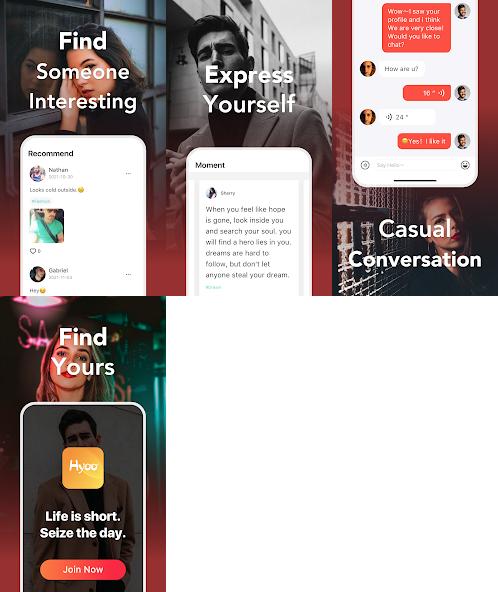 Find
Someone
Interesting
Recommend
Nathan
2021-10-30
Looks cold outside.
#Fashion
0
Gabriel
2021-11-03
Hey
Express
Yourself
Moment
Sherry
When you feel like hope
is gone, look inside you
and search your soul. you
will find a hero lies in you.
dreams are hard to
follow, but don't let
anyone steal your dream.
#Dream
Wow~I saw your
profile and i think
We are very close!
Would you like to
chat?
How are u?
16 "
24 "
Yes! I like it
Say Hello~
Casual
Conversation
Find
Yours
Hyoo
Life is short.
Seize the day.
Join Now